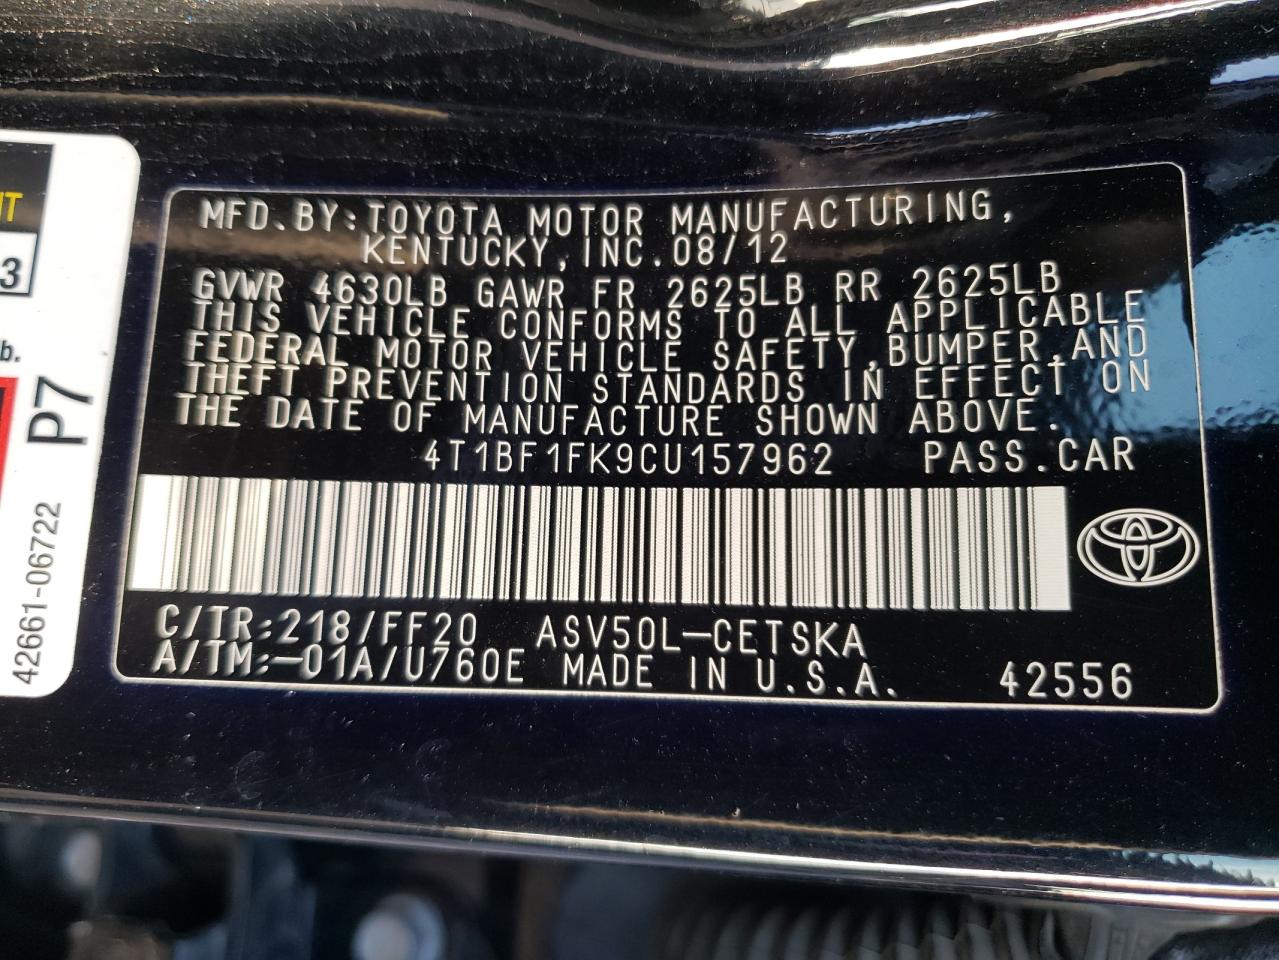 MFD.BY:TOYOTA MOTOR MANUFACTURING,
KENTUCKY,INC.08/12
GVWR 4630LB GAWR FR 2625LB RR 2625LB
THIS VEHICLE CONFORMS TO ALL APPLICABLE
FEDERAL MOTOR VEHICLE SAFETY,BUMPER,AND
THEFT PREVENTION STANDARDS IN EFFECT ON
THE DATE OF MANUFACTURE SHOWN ABOVE.
4T1BF1FK9CU157962 PASS.CAR
C/TR:218/FF20 ASV50L-CETSKA
A/TM:-01A/U760E MADE IN U.S.A. 42556
3
b.
P7
42661-06722